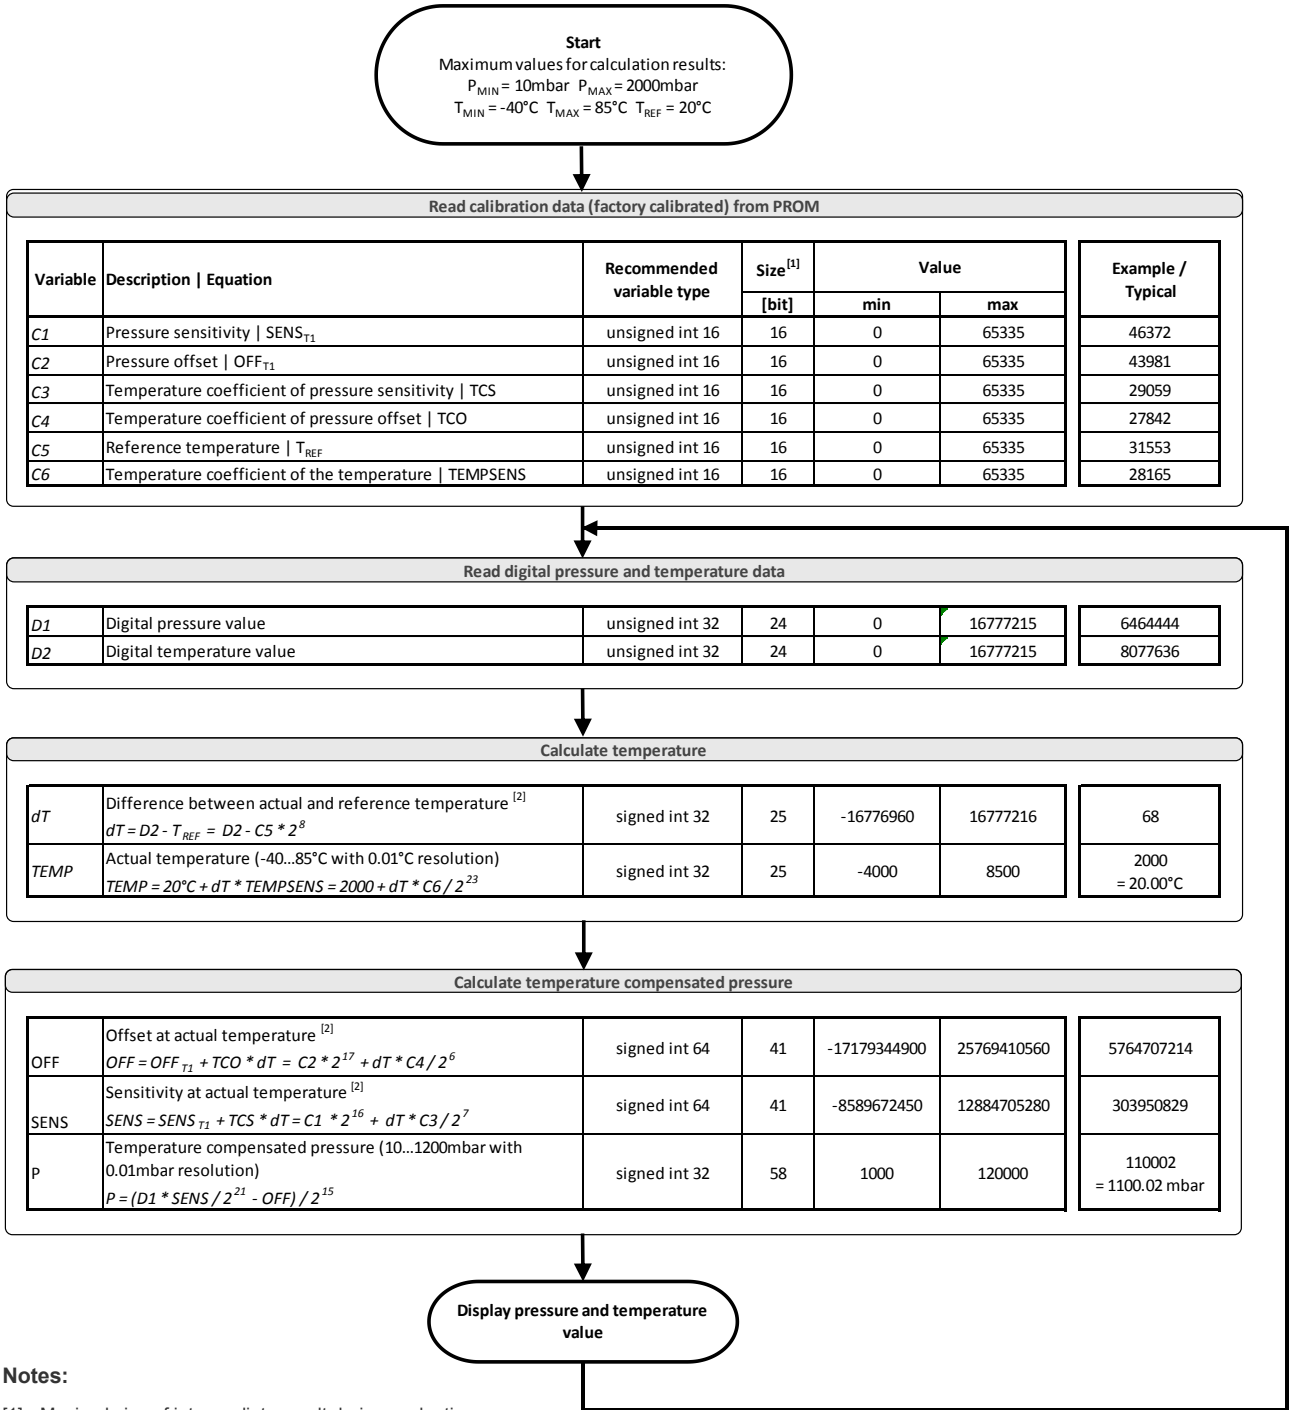 Start
Maximum values for calculation results:
P_MIN = 10mbar P_MAX = 2000mbar
T_MIN = -40°C T_MAX = 85°C T_REF = 20°C
Read calibration data (factory calibrated) from PROM
Variable Description | Equation Recommended variable type Size[1] [bit] Value min max Example / Typical
C1 Pressure sensitivity | SENS_T1 unsigned int 16 16 0 65335 46372
C2 Pressure offset | OFF_T1 unsigned int 16 16 0 65335 43981
C3 Temperature coefficient of pressure sensitivity | TCS unsigned int 16 16 0 65335 29059
C4 Temperature coefficient of pressure offset | TCO unsigned int 16 16 0 65335 27842
C5 Reference temperature | T_REF unsigned int 16 16 0 65335 31553
C6 Temperature coefficient of the temperature | TEMPSENS unsigned int 16 16 0 65335 28165
Read digital pressure and temperature data
D1 Digital pressure value unsigned int 32 24 0 16777215 6464444
D2 Digital temperature value unsigned int 32 24 0 16777215 8077636
Calculate temperature
dT Difference between actual and reference temperature [2]
dT = D2 - T_REF = D2 - C5 * 2^8
signed int 32 25 -16776960 16777216 68
TEMP Actual temperature (-40...85°C with 0.01°C resolution)
TEMP = 20°C + dT * TEMPSENS = 2000 + dT * C6 / 2^23
signed int 32 25 -4000 8500 2000
= 20.00°C
Calculate temperature compensated pressure
OFF Offset at actual temperature [2]
OFF = OFF_T1 + TCO * dT = C2 * 2^17 + dT * C4 / 2^6
signed int 64 41 -17179344900 25769410560 5764707214
SENS Sensitivity at actual temperature [2]
SENS = SENS_T1 + TCS * dT = C1 * 2^16 + dT * C3 / 2^7
signed int 64 41 -8589672450 12884705280 303950829
P Temperature compensated pressure (10...1200mbar with
0.01mbar resolution)
P = (D1 * SENS / 2^21 - OFF) / 2^15
signed int 32 58 1000 120000 110002
= 1100.02 mbar
Display pressure and temperature
value
Notes: